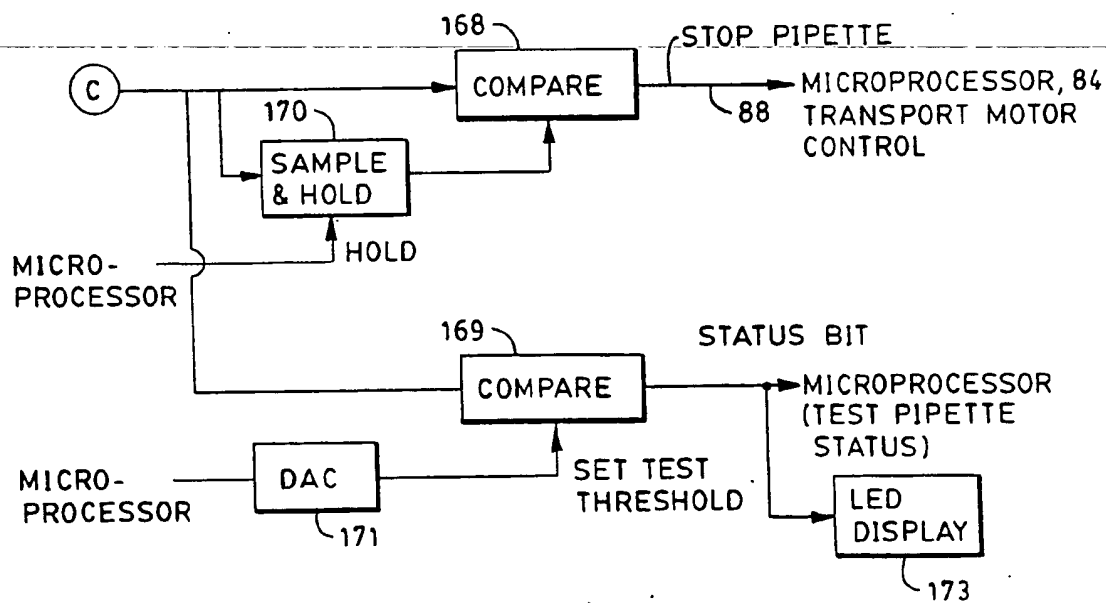 168
STOP PIPETTE
C
COMPARE
88
MICROPROCESSOR, 84
TRANSPORT MOTOR
CONTROL
170
SAMPLE
& HOLD
HOLD
MICRO-
PROCESSOR
169
STATUS BIT
COMPARE
MICROPROCESSOR
(TEST PIPETTE
STATUS)
MICRO-
PROCESSOR
DAC
SET TEST
THRESHOLD
171
LED
DISPLAY
173